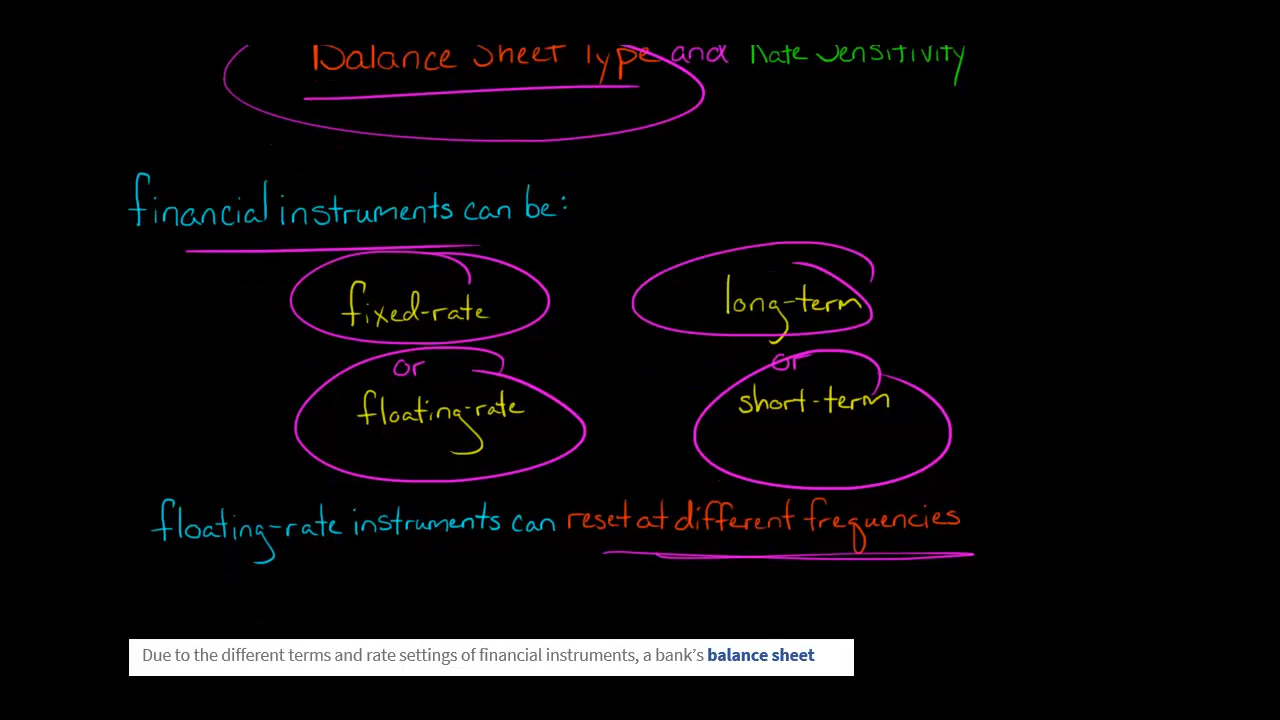 Balance Sheet Type and Rate Sensitivity
financial instruments can be:
fixed-rate long-term
or or
floating-rate short-term
floating-rate instruments can reset at different frequencies
Due to the different terms and rate settings of financial instruments, a bank's balance sheet